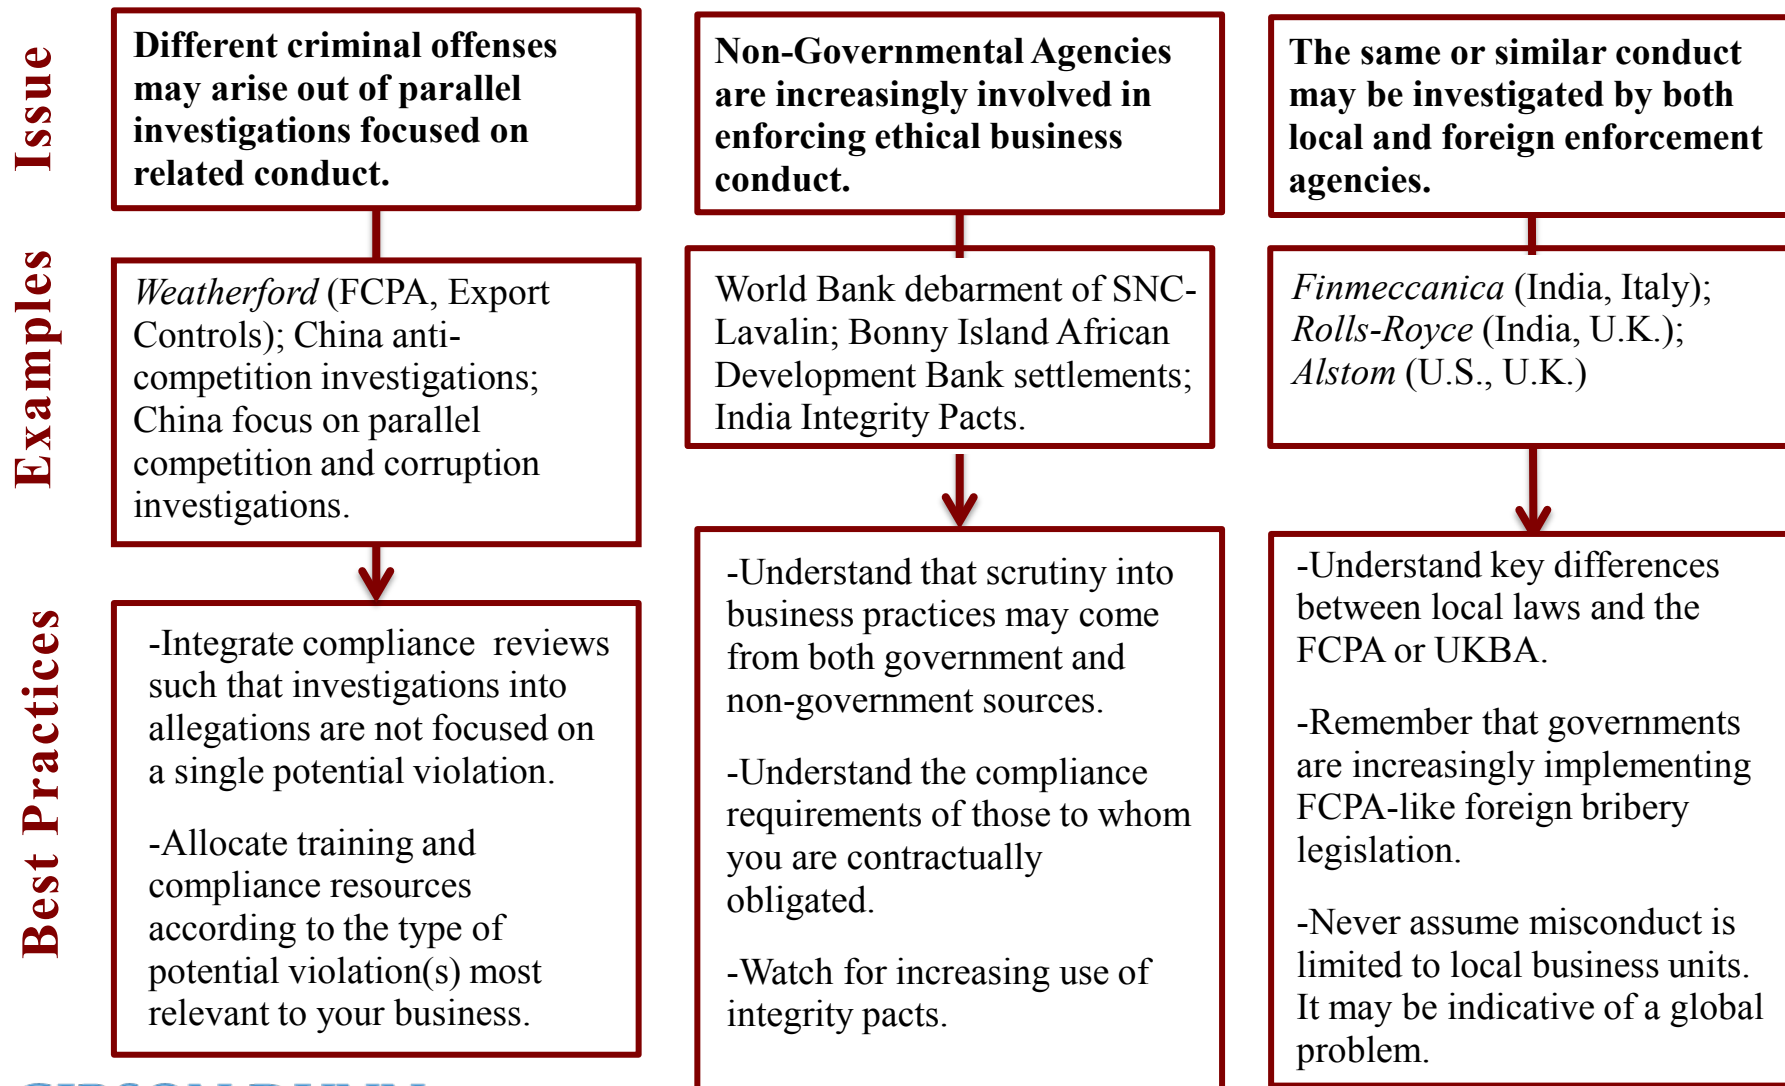 Issue
Different criminal offenses
may arise out of parallel
investigations focused on
related conduct.
Non-Governmental Agencies
are increasingly involved in
enforcing ethical business
conduct.
The same or similar conduct
may be investigated by both
local and foreign enforcement
agencies.
Examples
Weatherford (FCPA, Export
Controls); China anti-
competition investigations;
China focus on parallel
competition and corruption
investigations.
World Bank debarment of SNC-
Lavalin; Bonny Island African
Development Bank settlements;
India Integrity Pacts.
Finmeccanica (India, Italy);
Rolls-Royce (India, U.K.);
Alstom (U.S., U.K.)
Best Practices
-Integrate compliance  reviews
such that investigations into
allegations are not focused on
a single potential violation.
-Allocate training and
compliance resources
according to the type of
potential violation(s) most
relevant to your business.
-Understand that scrutiny into
business practices may come
from both government and
non-government sources.
-Understand the compliance
requirements of those to whom
you are contractually
obligated.
-Watch for increasing use of
integrity pacts.
-Understand key differences
between local laws and the
FCPA or UKBA.
-Remember that governments
are increasingly implementing
FCPA-like foreign bribery
legislation.
-Never assume misconduct is
limited to local business units.
It may be indicative of a global
problem.